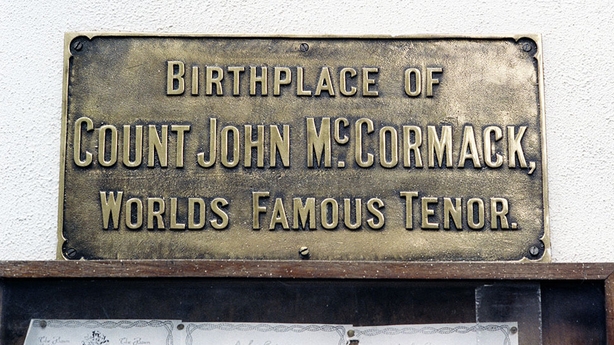 BIRTHPLACE OF
COUNT JOHN McCORMACK,
WORLDS FAMOUS TENOR.